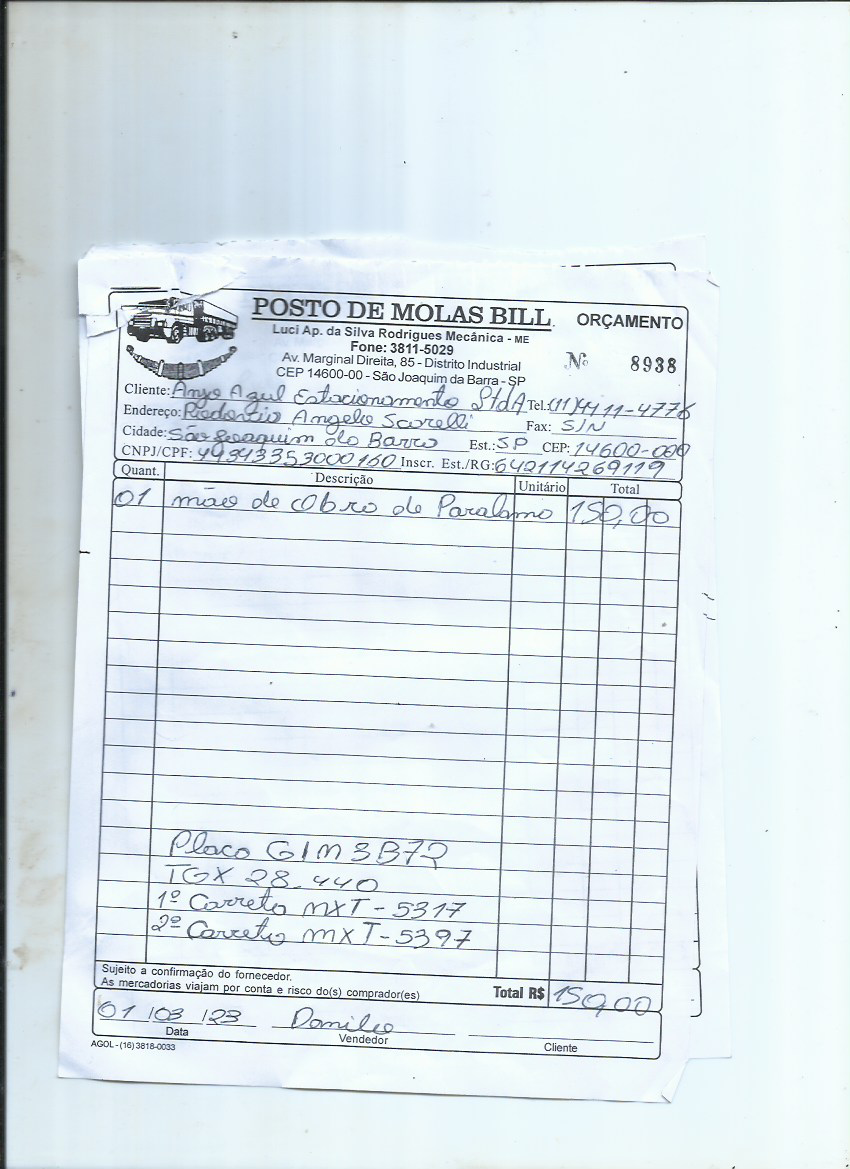 POSTO DE MOLAS BILL. ORÇAMENTO
Luci Ap. da Silva Rodrigues Mecânica - ME
Fone: 3811-5029
Av. Marginal Direita, 85 - Distrito Industrial
CEP 14600-00 - São Joaquim da Barra - SP
Nº 8938
Cliente: Anjo Azul Estacionamento LtdA Tel.: (11) 4411-4776
Endereço: Angelo Fax: S/N
Cidade: São Joaquim da Barra Est.: SP CEP: 14600-000
CNPJ/CPF: 49343353000160 Inscr. Est./RG: 642114269119
Quant. Descrição Unitário Total
01 mão de Obra de Paralama 150,00
Placa GIM3B72
TGX 28.440
1º Carreta MXT-5317
2º Carreta MXT-5397
Sujeito a confirmação do fornecedor.
As mercadorias viajam por conta e risco do(s) comprador(es)
Total R$ 150,00
01/03/23 Danilo
Data Vendedor Cliente
AGOL - (16) 3818-0033